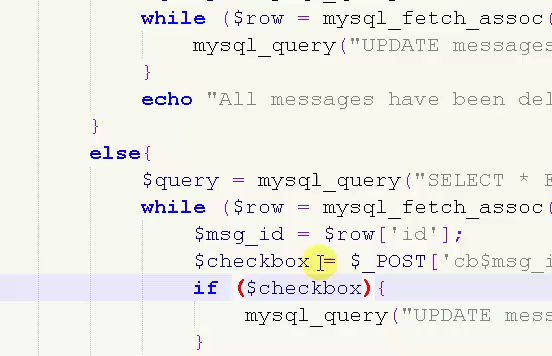 while ($row = mysql_fetch_assoc(
mysql_query("UPDATE messages
}
echo "All messages have been del
}
else{
$query = mysql_query("SELECT * F
while ($row = mysql_fetch_assoc(
$msg_id = $row['id'];
$checkbox = $_POST['cb$msg_i
if ($checkbox){
mysql_query("UPDATE mess
}